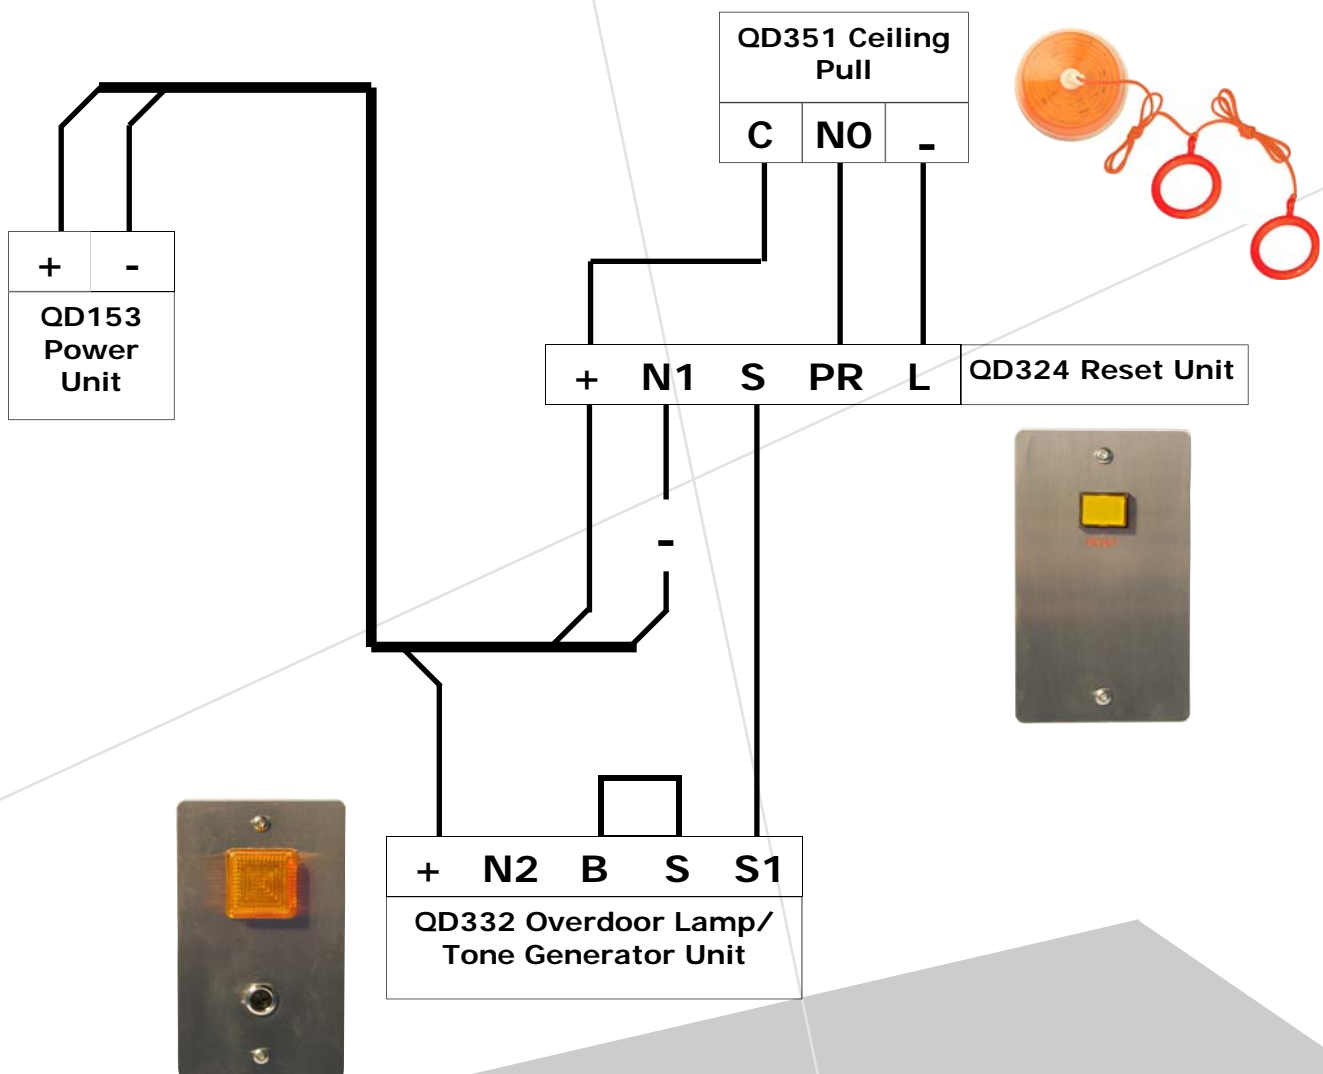 QD351 Ceiling
Pull
C NO -
+ -
QD153
Power
Unit
+ N1 S PR L
QD324 Reset Unit
RESET
-
+ N2 B S S1
QD332 Overdoor Lamp/
Tone Generator Unit